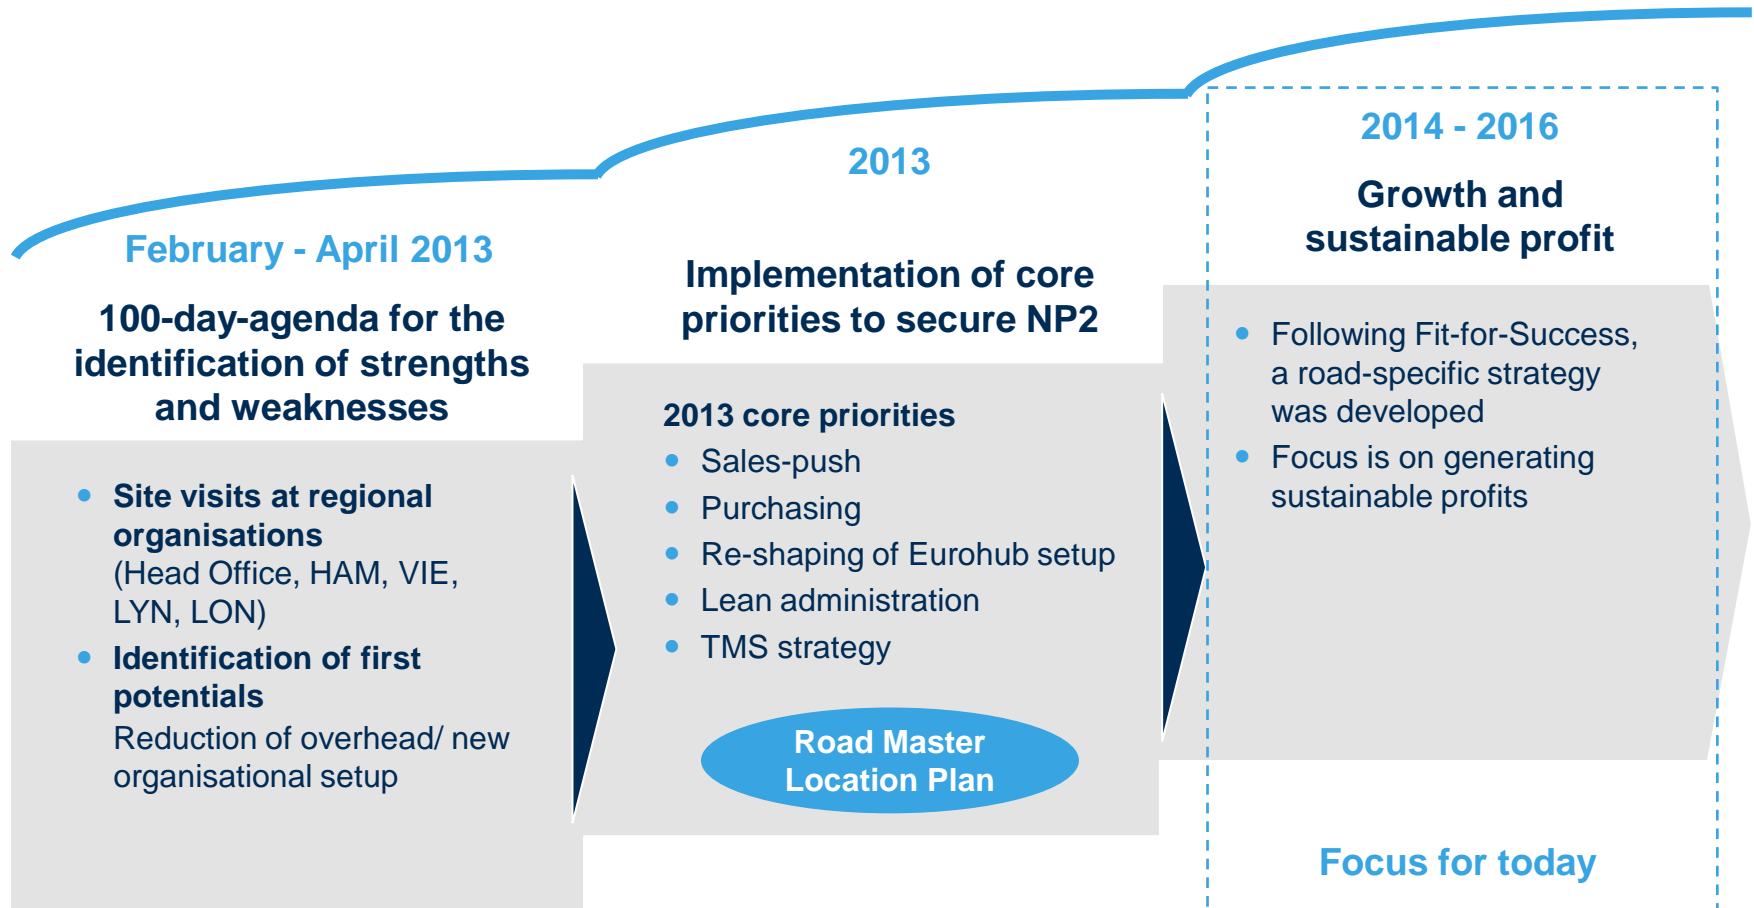 February - April 2013
100-day-agenda for the
identification of strengths
and weaknesses
• Site visits at regional
organisations
(Head Office, HAM, VIE,
LYN, LON)
• Identification of first
potentials
Reduction of overhead/ new
organisational setup
2013
Implementation of core
priorities to secure NP2
2013 core priorities
• Sales-push
• Purchasing
• Re-shaping of Eurohub setup
• Lean administration
• TMS strategy
Road Master
Location Plan
2014 - 2016
Growth and
sustainable profit
• Following Fit-for-Success,
a road-specific strategy
was developed
• Focus is on generating
sustainable profits
Focus for today